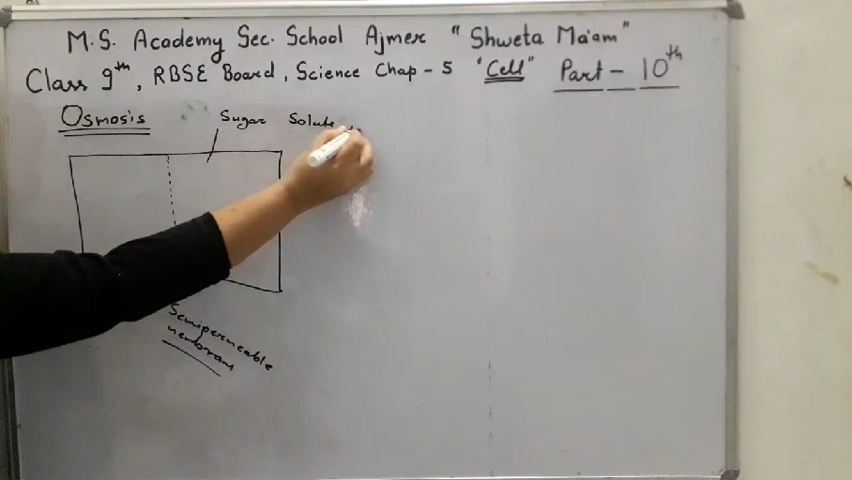 M.S. Academy Sec. School Ajmer "Shweta Ma'am"
Class 9th, RBSE Board, Science Chap - 5 "Cell" Part - 10th
Osmosis
Sugar Solute
Semipermeable
membrane